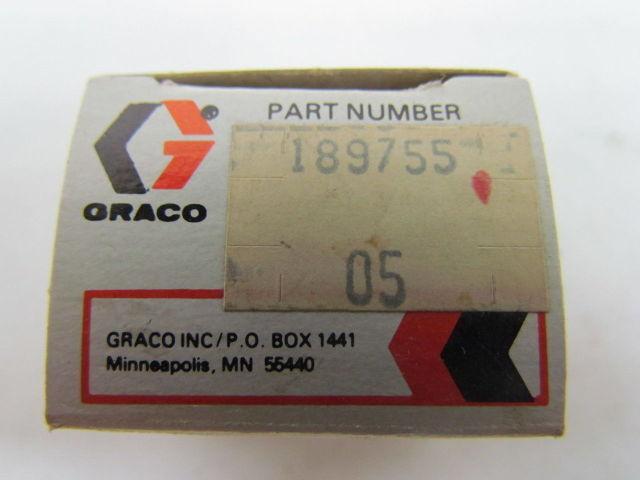 PART NUMBER
189755
GRACO
05
GRACO INC/P.O. BOX 1441
Minneapolis, MN 55440